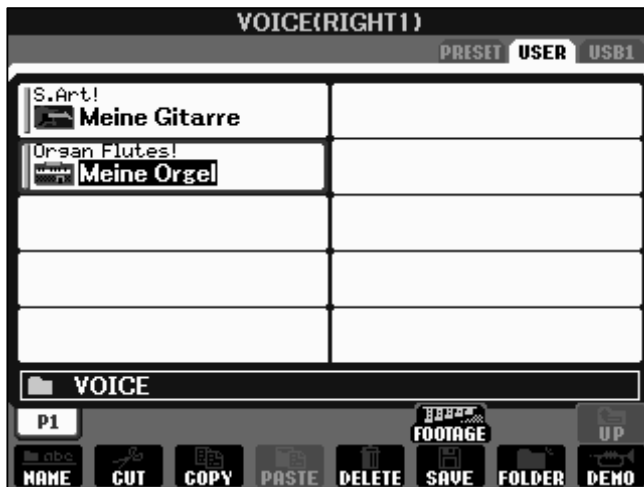 VOICE(RIGHT1)
PRESET USER USB1
S.Art!
Meine Gitarre
Organ Flutes!
Meine Orgel
VOICE
P1 FOOTAGE UP
abc
NAME CUT COPY PASTE DELETE SAVE FOLDER DEMO